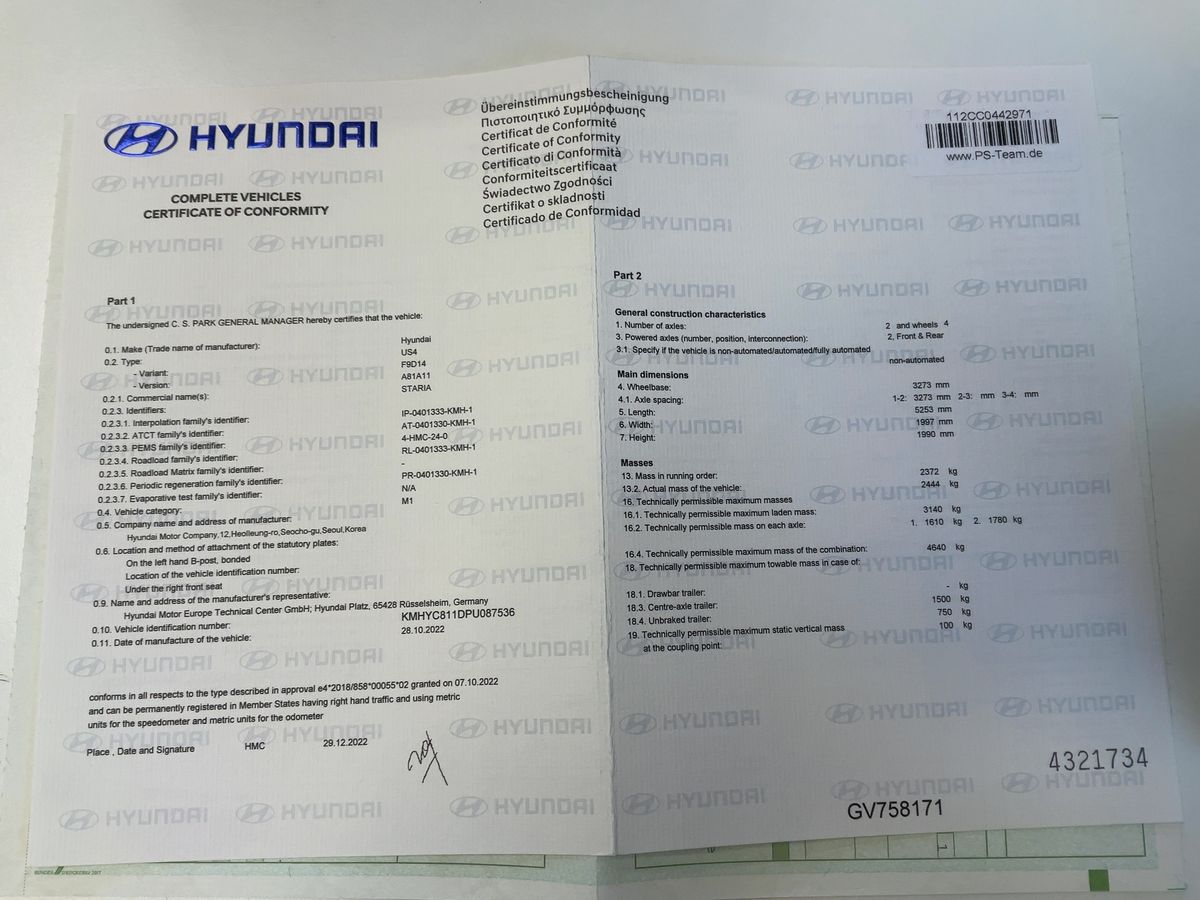 HYUNDAI
COMPLETE VEHICLES
CERTIFICATE OF CONFORMITY
Übereinstimmungsbescheinigung
Πιστοποιητικό Συμμόρφωσης
Certificat de Conformité
Certificate of Conformity
Certificato di Conformità
Conformiteitscertificaat
Świadectwo Zgodności
Certifikat o skladnosti
Certificado de Conformidad
112CC0442971
www.PS-Team.de
Part 1
The undersigned C. S. PARK GENERAL MANAGER hereby certifies that the vehicle:
0.1. Make (Trade name of manufacturer): Hyundai
0.2. Type: US4
- Variant: F9D14
- Version: A81A11
0.2.1. Commercial name(s): STARIA
0.2.3. Identifiers:
0.2.3.1. Interpolation family's identifier: IP-0401333-KMH-1
0.2.3.2. ATCT family's identifier: AT-0401330-KMH-1
0.2.3.3. PEMS family's identifier: 4-HMC-24-0
0.2.3.4. Roadload family's identifier: RL-0401333-KMH-1
0.2.3.5. Roadload Matrix family's identifier: -
0.2.3.6. Periodic regeneration family's identifier: PR-0401330-KMH-1
0.2.3.7. Evaporative test family's identifier: N/A
0.4. Vehicle category: M1
0.5. Company name and address of manufacturer:
Hyundai Motor Company,12,Heolleung-ro,Seocho-gu,Seoul,Korea
0.6. Location and method of attachment of the statutory plates:
On the left hand B-post, bonded
Location of the vehicle identification number:
Under the right front seat
0.9. Name and address of the manufacturer's representative:
Hyundai Motor Europe Technical Center GmbH; Hyundai Platz, 65428 Rüsselsheim, Germany
0.10. Vehicle identification number: KMHYC811DPU087536
0.11. Date of manufacture of the vehicle: 28.10.2022
conforms in all respects to the type described in approval e4*2018/858*00055*02 granted on 07.10.2022
and can be permanently registered in Member States having right hand traffic and using metric
units for the speedometer and metric units for the odometer
Place , Date and Signature HMC 29.12.2022
Part 2
General construction characteristics
1. Number of axles: 2 and wheels 4
3. Powered axles (number, position, interconnection): 2, Front & Rear
3.1. Specify if the vehicle is non-automated/automated/fully automated
non-automated
Main dimensions
4. Wheelbase: 3273 mm
4.1. Axle spacing: 1-2: 3273 mm 2-3: mm 3-4: mm
5. Length: 5253 mm
6. Width: 1997 mm
7. Height: 1990 mm
Masses
13. Mass in running order: 2372 kg
13.2. Actual mass of the vehicle: 2444 kg
16. Technically permissible maximum masses
16.1. Technically permissible maximum laden mass: 3140 kg
16.2. Technically permissible mass on each axle: 1. 1610 kg 2. 1780 kg
16.4. Technically permissible maximum mass of the combination: 4640 kg
18. Technically permissible maximum towable mass in case of:
18.1. Drawbar trailer: - kg
18.3. Centre-axle trailer: 1500 kg
18.4. Unbraked trailer: 750 kg
19. Technically permissible maximum static vertical mass 100 kg
at the coupling point:
4321734
GV758171